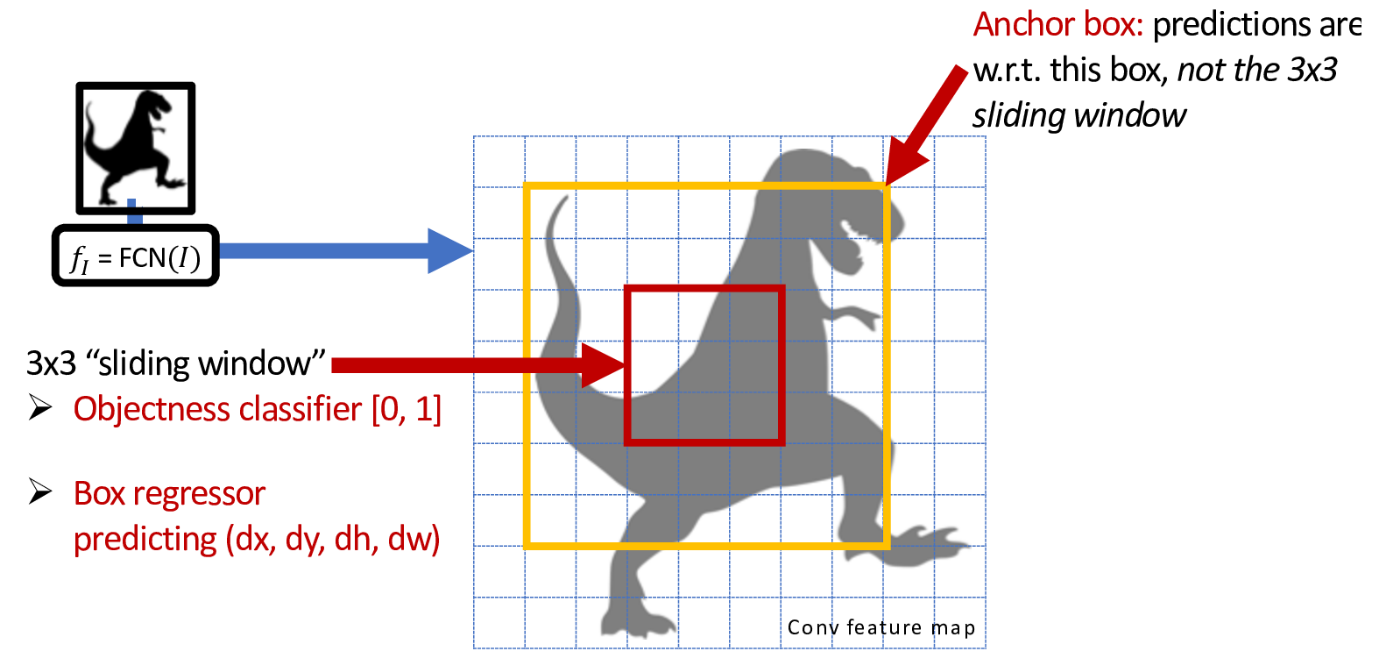 Anchor box: predictions are
w.r.t. this box, not the 3x3
sliding window
f_I = FCN(I)
3x3 “sliding window”
➢ Objectness classifier [0, 1]
➢ Box regressor
predicting (dx, dy, dh, dw)
Conv feature map